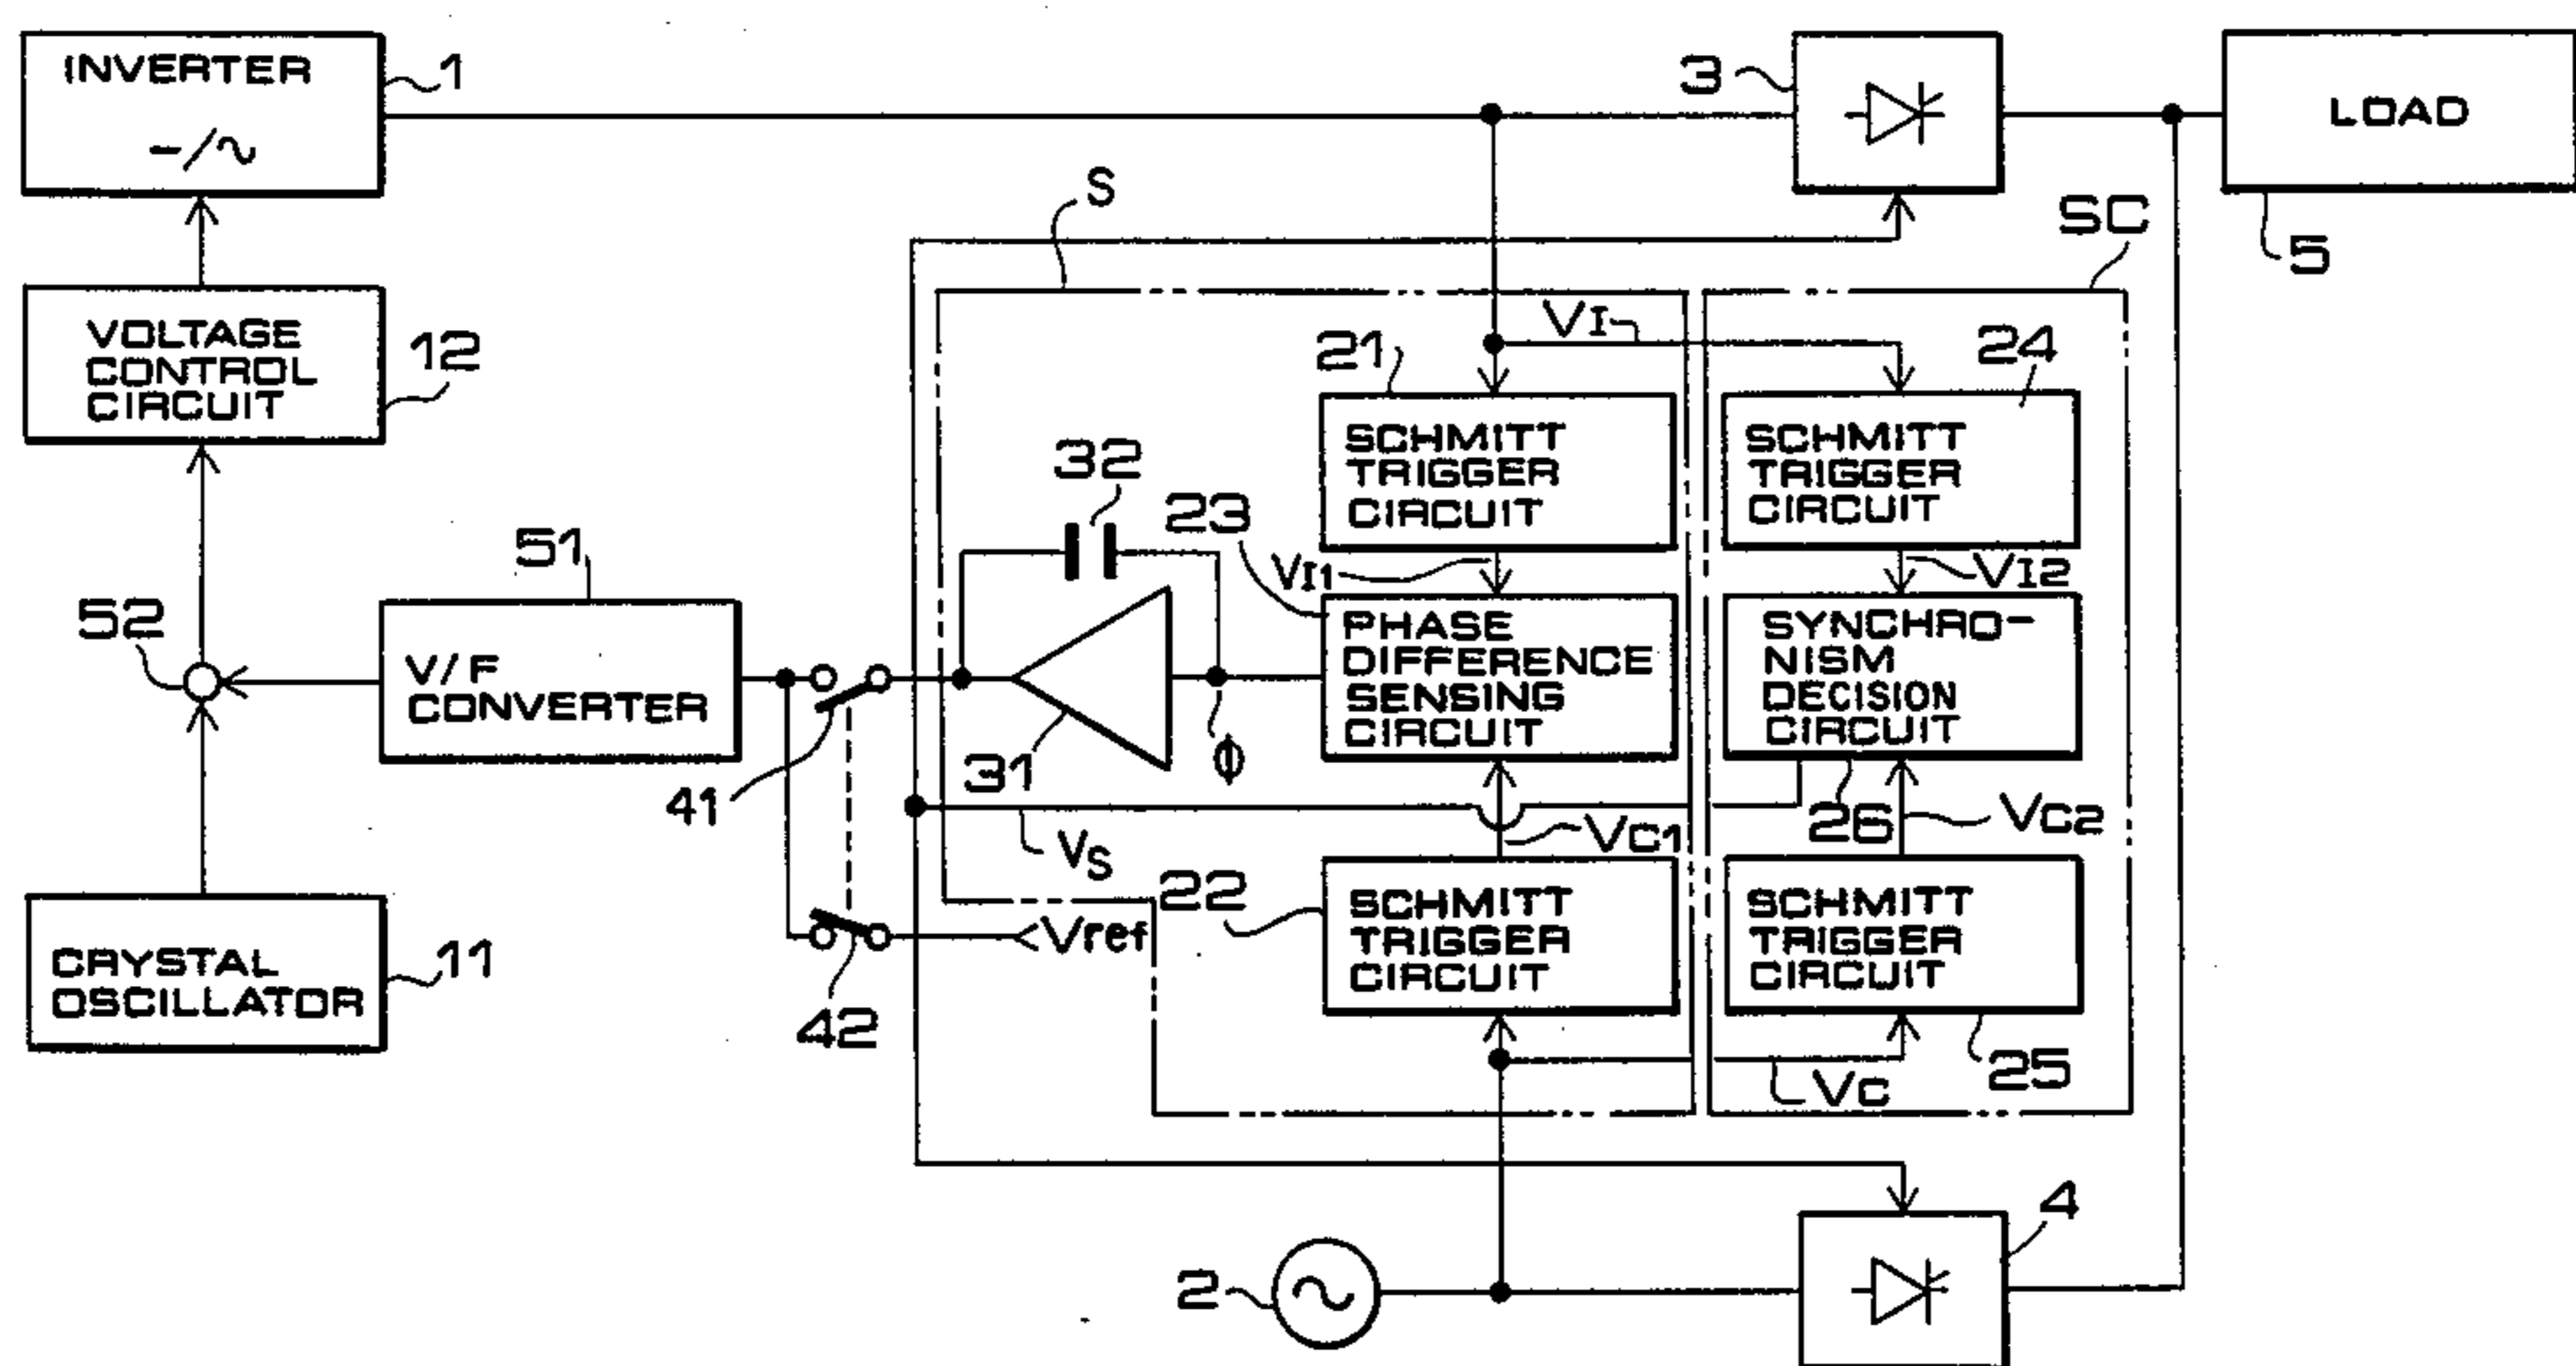 INVERTER
1
3
LOAD
S
SC
5
VOLTAGE
CONTROL
CIRCUIT
12
VI
21
24
SCHMITT
TRIGGER
CIRCUIT
SCHMITT
TRIGGER
CIRCUIT
32
23
51
VI1
VI2
52
V/F
CONVERTER
PHASE
DIFFERENCE
SENSING
CIRCUIT
SYNCHRO-
NISM
DECISION
CIRCUIT
31
Φ
41
26
VC2
VC1
VS
22
SCHMITT
TRIGGER
CIRCUIT
SCHMITT
TRIGGER
CIRCUIT
Vref
CRYSTAL
OSCILLATOR
11
42
25
VC
4
2